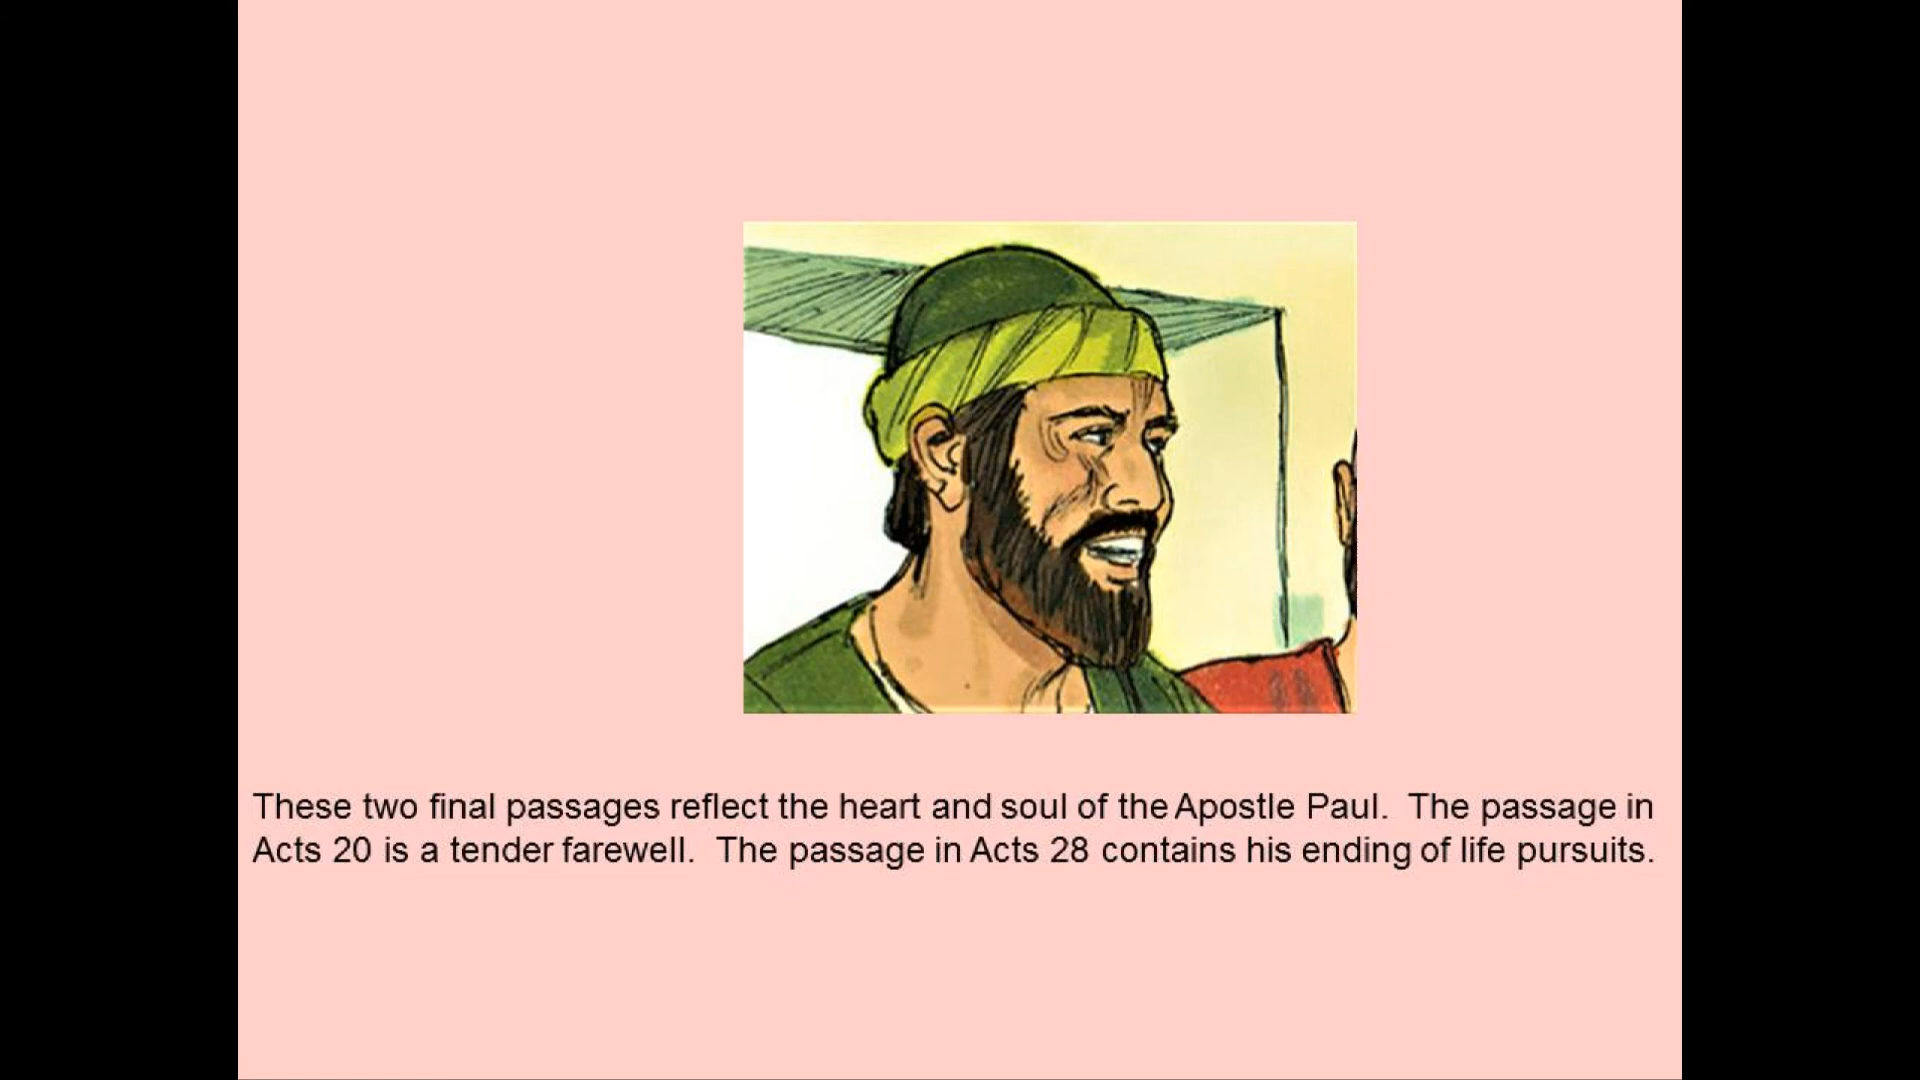 These two final passages reflect the heart and soul of the Apostle Paul.  The passage in
Acts 20 is a tender farewell.  The passage in Acts 28 contains his ending of life pursuits.